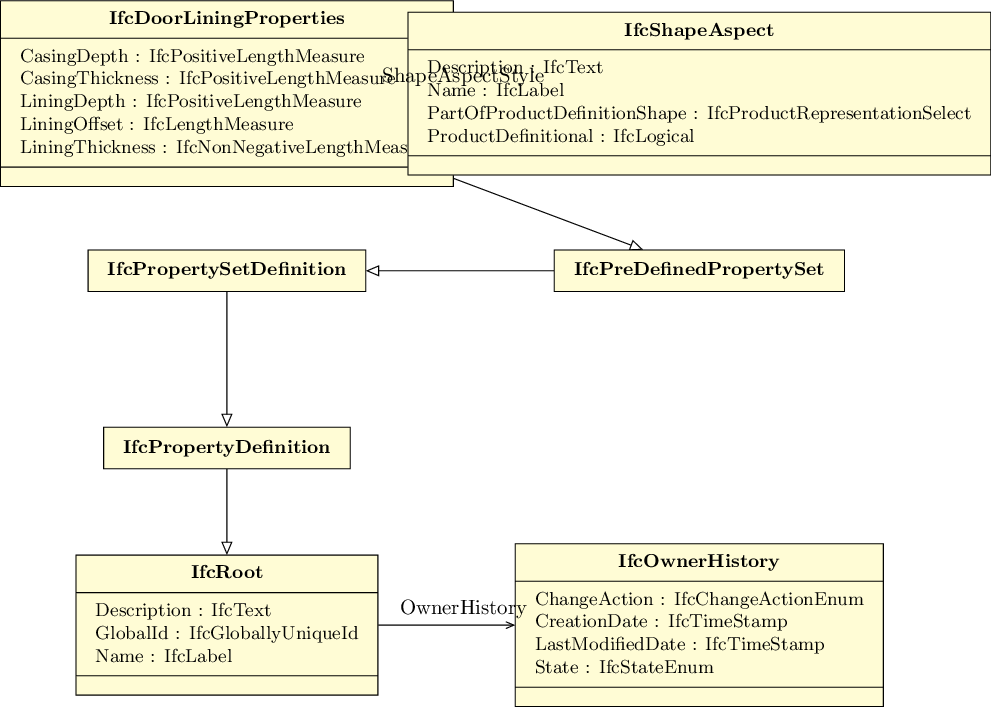 IfcDoorLiningProperties
CasingDepth : IfcPositiveLengthMeasure
CasingThickness : IfcPositiveLengthMeasure
LiningDepth : IfcPositiveLengthMeasure
LiningOffset : IfcLengthMeasure
LiningThickness : IfcNonNegativeLengthMeas
ShapeAspectStyle
IfcShapeAspect
Description : IfcText
Name : IfcLabel
PartOfProductDefinitionShape : IfcProductRepresentationSelect
ProductDefinitional : IfcLogical
IfcPropertySetDefinition
IfcPreDefinedPropertySet
IfcPropertyDefinition
IfcRoot
Description : IfcText
GlobalId : IfcGloballyUniqueId
Name : IfcLabel
OwnerHistory
IfcOwnerHistory
ChangeAction : IfcChangeActionEnum
CreationDate : IfcTimeStamp
LastModifiedDate : IfcTimeStamp
State : IfcStateEnum